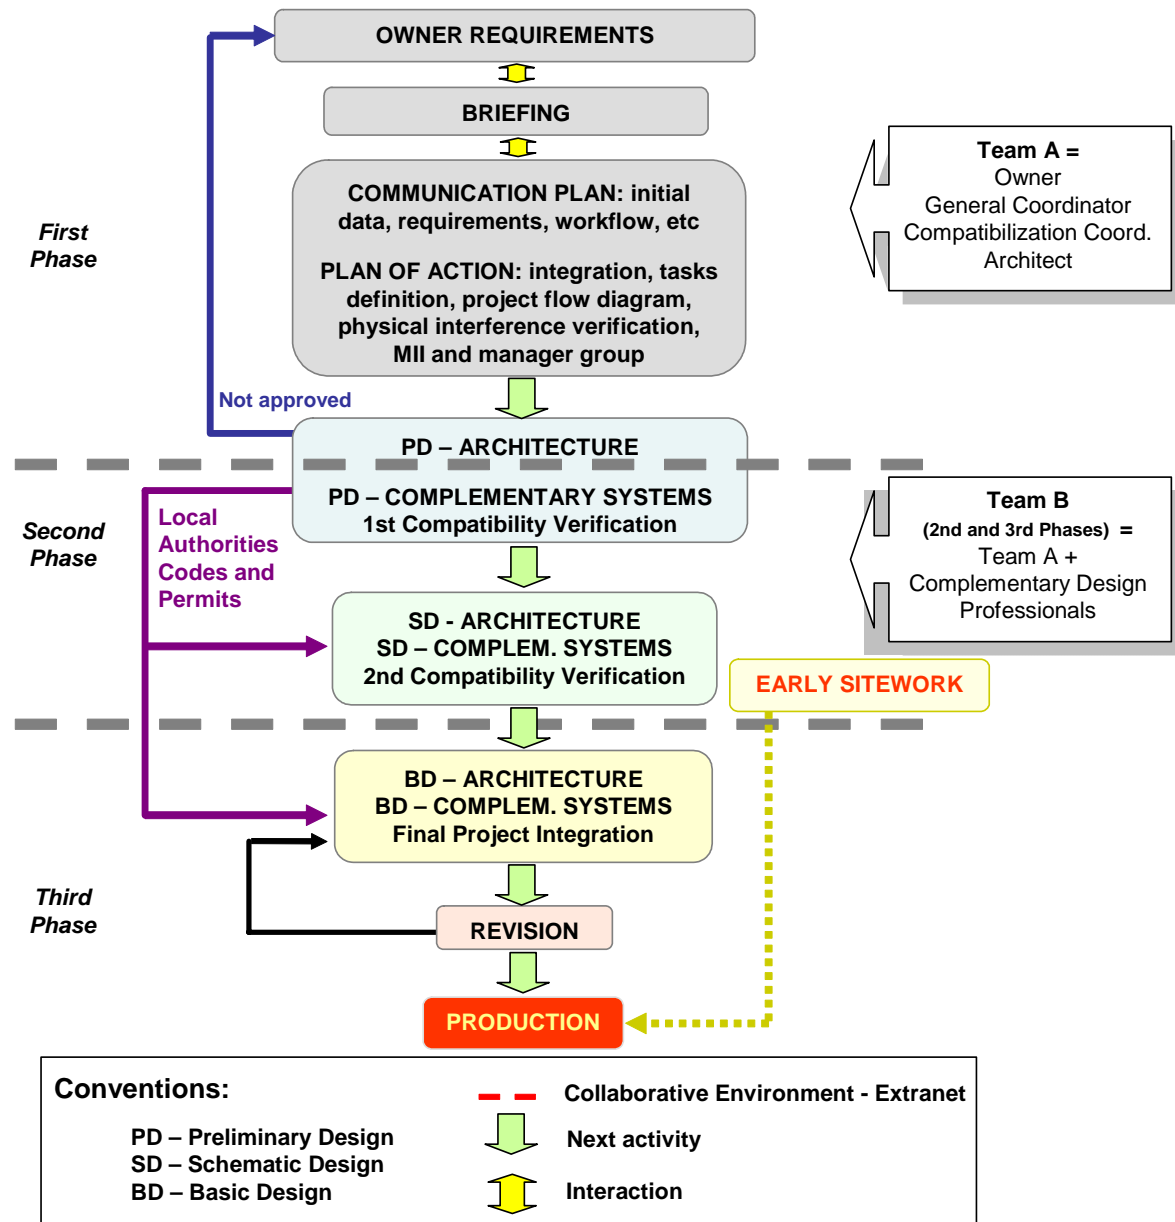 OWNER REQUIREMENTS
BRIEFING
COMMUNICATION PLAN: initial
data, requirements, workflow, etc
PLAN OF ACTION: integration, tasks
definition, project flow diagram,
physical interference verification,
MII and manager group
First
Phase
Team A =
Owner
General Coordinator
Compatibilization Coord.
Architect
Not approved
PD – ARCHITECTURE
PD – COMPLEMENTARY SYSTEMS
1st Compatibility Verification
Second
Phase
Local
Authorities
Codes and
Permits
Team B
(2nd and 3rd Phases) =
Team A +
Complementary Design
Professionals
SD - ARCHITECTURE
SD – COMPLEM. SYSTEMS
2nd Compatibility Verification
EARLY SITEWORK
BD – ARCHITECTURE
BD – COMPLEM. SYSTEMS
Final Project Integration
Third
Phase
REVISION
PRODUCTION
Conventions:
PD – Preliminary Design
SD – Schematic Design
BD – Basic Design
Collaborative Environment - Extranet
Next activity
Interaction